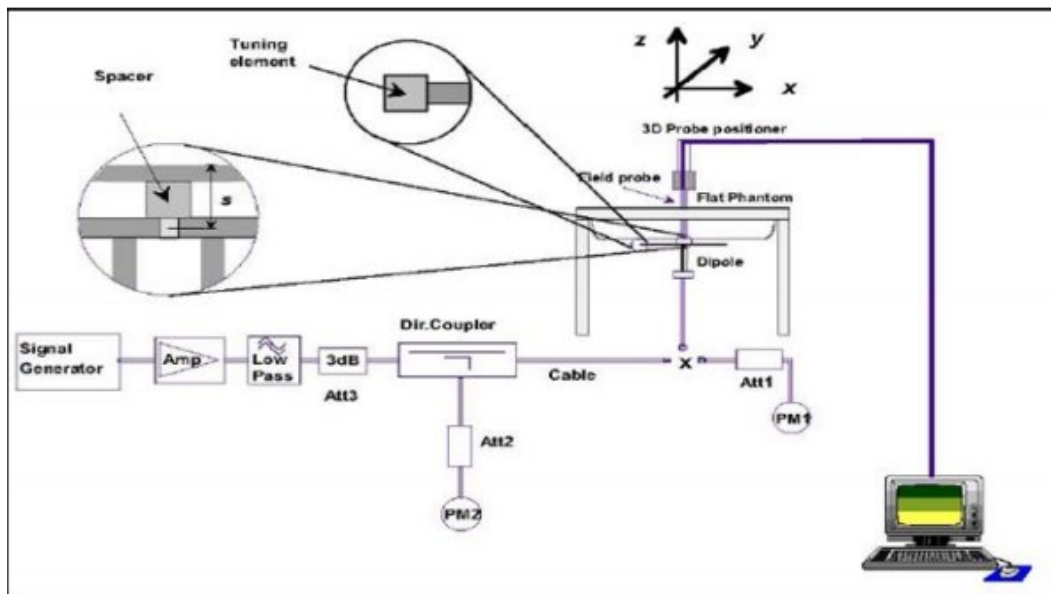 Tuning
element
Spacer
s
z
y
x
3D Probe positioner
Field probe
Flat Phantom
Dipole
Signal
Generator
Amp
Low
Pass
3dB
Att3
Dir.Coupler
Cable
x
Att1
PM1
Att2
PM2